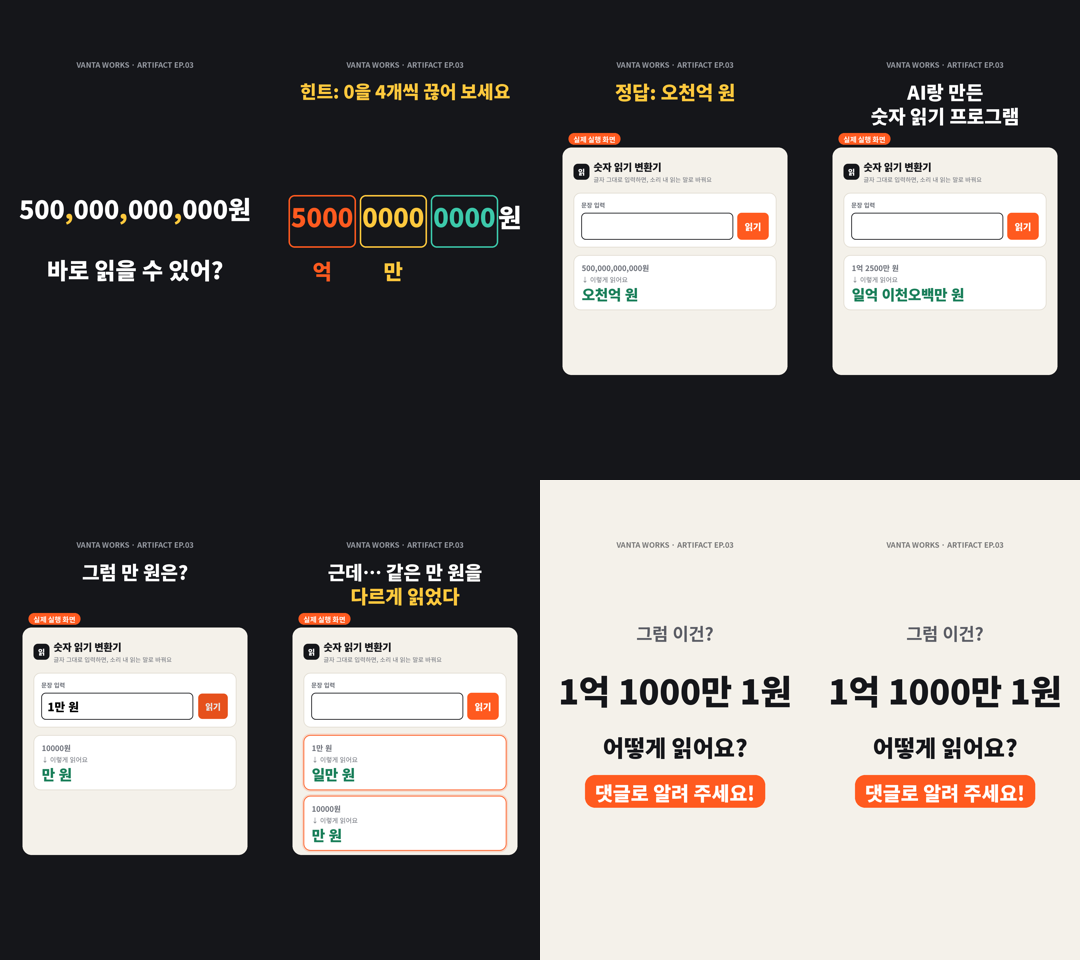 VANTA WORKS · ARTIFACT EP.03
500,000,000,000원
바로 읽을 수 있어?
VANTA WORKS · ARTIFACT EP.03
힌트: 0을 4개씩 끊어 보세요
5000 0000 0000원
억 만
VANTA WORKS · ARTIFACT EP.03
정답: 오천억 원
실제 실행 화면
읽
숫자 읽기 변환기
글자 그대로 입력하면, 소리 내 읽는 말로 바꿔요
문장 입력
읽기
500,000,000,000원
↓ 이렇게 읽어요
오천억 원
VANTA WORKS · ARTIFACT EP.03
AI랑 만든
숫자 읽기 프로그램
실제 실행 화면
읽
숫자 읽기 변환기
글자 그대로 입력하면, 소리 내 읽는 말로 바꿔요
문장 입력
읽기
1억 2500만 원
↓ 이렇게 읽어요
일억 이천오백만 원
VANTA WORKS · ARTIFACT EP.03
그럼 만 원은?
실제 실행 화면
읽
숫자 읽기 변환기
글자 그대로 입력하면, 소리 내 읽는 말로 바꿔요
문장 입력
1만 원
읽기
10000원
↓ 이렇게 읽어요
만 원
VANTA WORKS · ARTIFACT EP.03
근데… 같은 만 원을
다르게 읽었다
실제 실행 화면
읽
숫자 읽기 변환기
글자 그대로 입력하면, 소리 내 읽는 말로 바꿔요
문장 입력
읽기
1만 원
↓ 이렇게 읽어요
일만 원
10000원
↓ 이렇게 읽어요
만 원
VANTA WORKS · ARTIFACT EP.03
그럼 이건?
1억 1000만 1원
어떻게 읽어요?
댓글로 알려 주세요!
VANTA WORKS · ARTIFACT EP.03
그럼 이건?
1억 1000만 1원
어떻게 읽어요?
댓글로 알려 주세요!